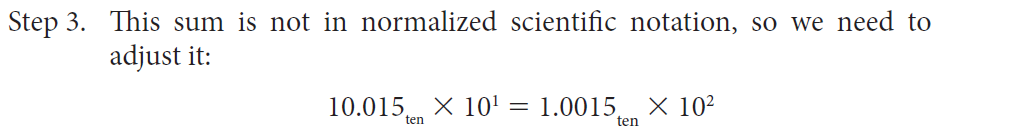 Step 3. This sum is not in normalized scientific notation, so we need to
adjust it:
10.015ₜₑₙ × 10¹ = 1.0015ₜₑₙ × 10²